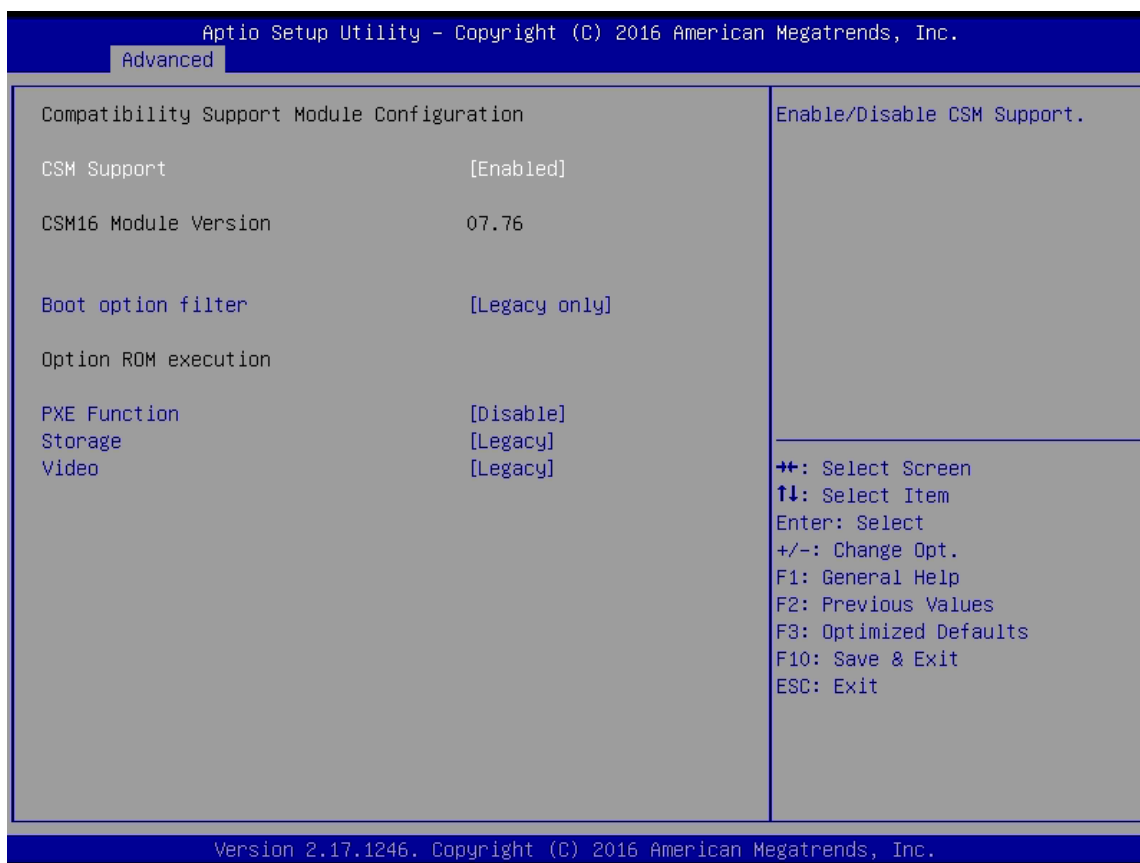 Aptio Setup Utility – Copyright (C) 2016 American Megatrends, Inc.
Advanced
Compatibility Support Module Configuration
CSM Support [Enabled]
CSM16 Module Version 07.76
Boot option filter [Legacy only]
Option ROM execution
PXE Function [Disable]
Storage [Legacy]
Video [Legacy]
Enable/Disable CSM Support.
→←: Select Screen
↑↓: Select Item
Enter: Select
+/-: Change Opt.
F1: General Help
F2: Previous Values
F3: Optimized Defaults
F10: Save & Exit
ESC: Exit
Version 2.17.1246. Copyright (C) 2016 American Megatrends, Inc.